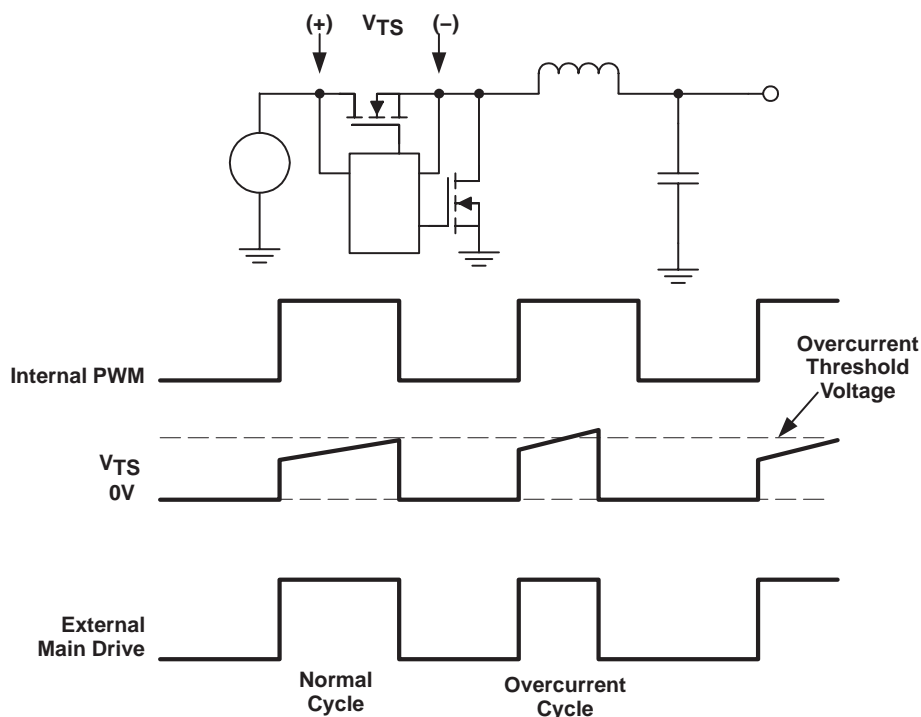 (+) VTS (–)
Internal PWM
Overcurrent
Threshold
Voltage
VTS
0V
External
Main Drive
Normal
Cycle
Overcurrent
Cycle